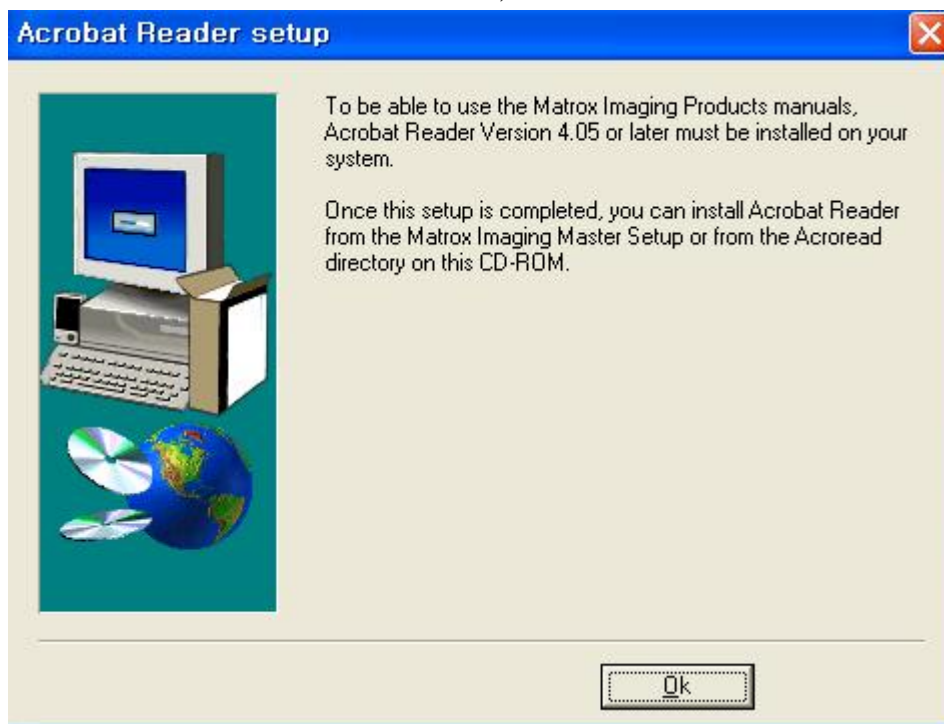 Acrobat Reader setup
To be able to use the Matrox Imaging Products manuals,
Acrobat Reader Version 4.05 or later must be installed on your
system.
Once this setup is completed, you can install Acrobat Reader
from the Matrox Imaging Master Setup or from the Acroread
directory on this CD-ROM.
Ok